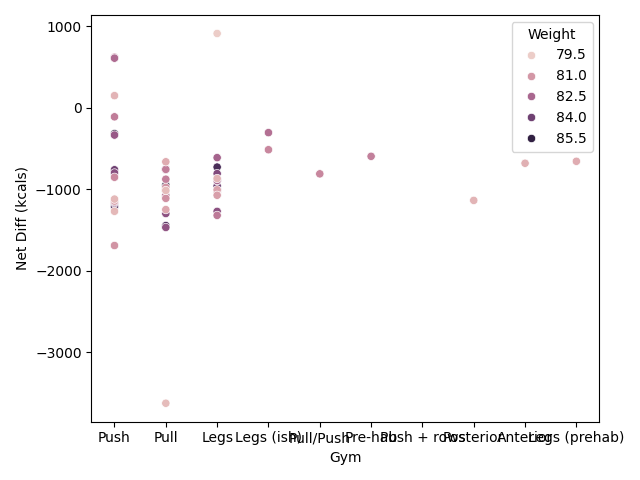 Weight
79.5
81.0
82.5
84.0
85.5
Net Diff (kcals)
1000
0
−1000
−2000
−3000
Push Pull Legs Legs (ish) Pull/Push Pre-hab Push + rows Posterior Anterior Legs (prehab)
Gym